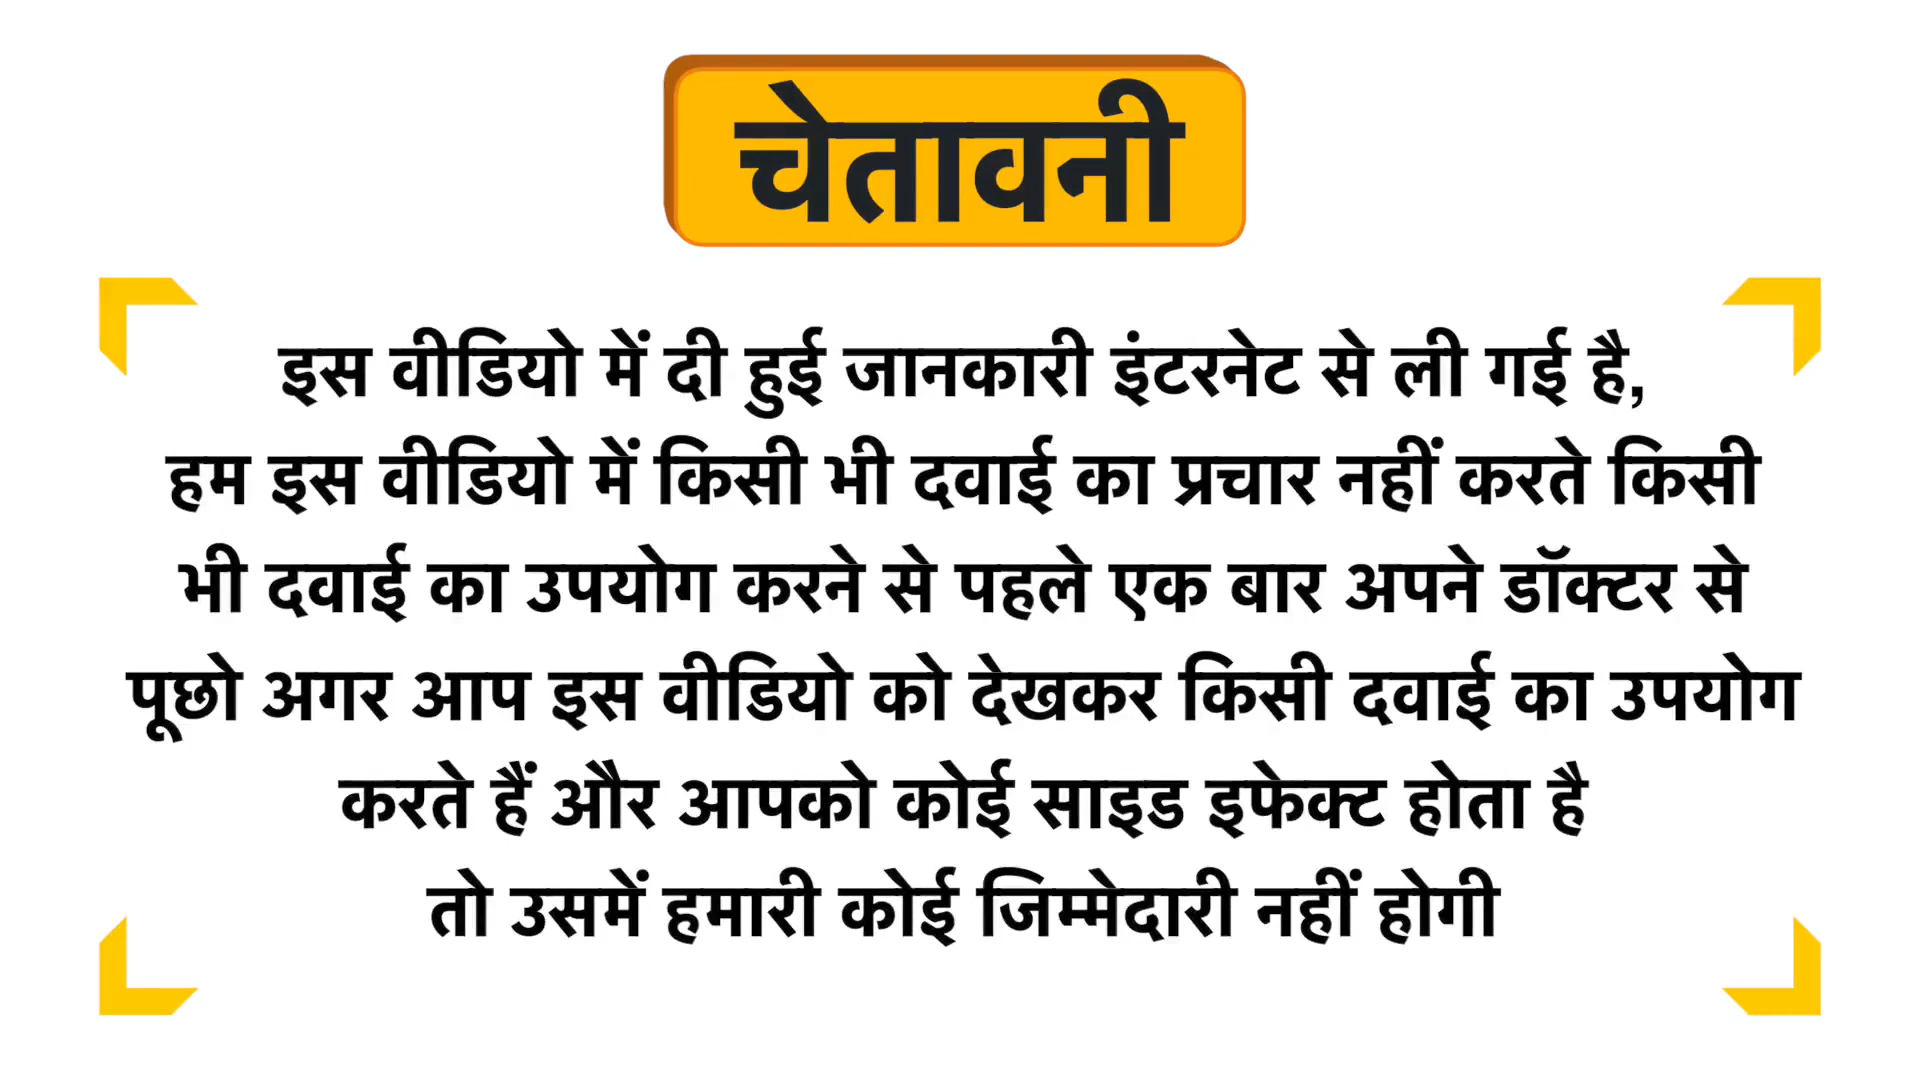 चेतावनी
इस वीडियो में दी हुई जानकारी इंटरनेट से ली गई है,
हम इस वीडियो में किसी भी दवाई का प्रचार नहीं करते किसी
भी दवाई का उपयोग करने से पहले एक बार अपने डॉक्टर से
पूछो अगर आप इस वीडियो को देखकर किसी दवाई का उपयोग
करते हैं और आपको कोई साइड इफेक्ट होता है
तो उसमें हमारी कोई जिम्मेदारी नहीं होगी